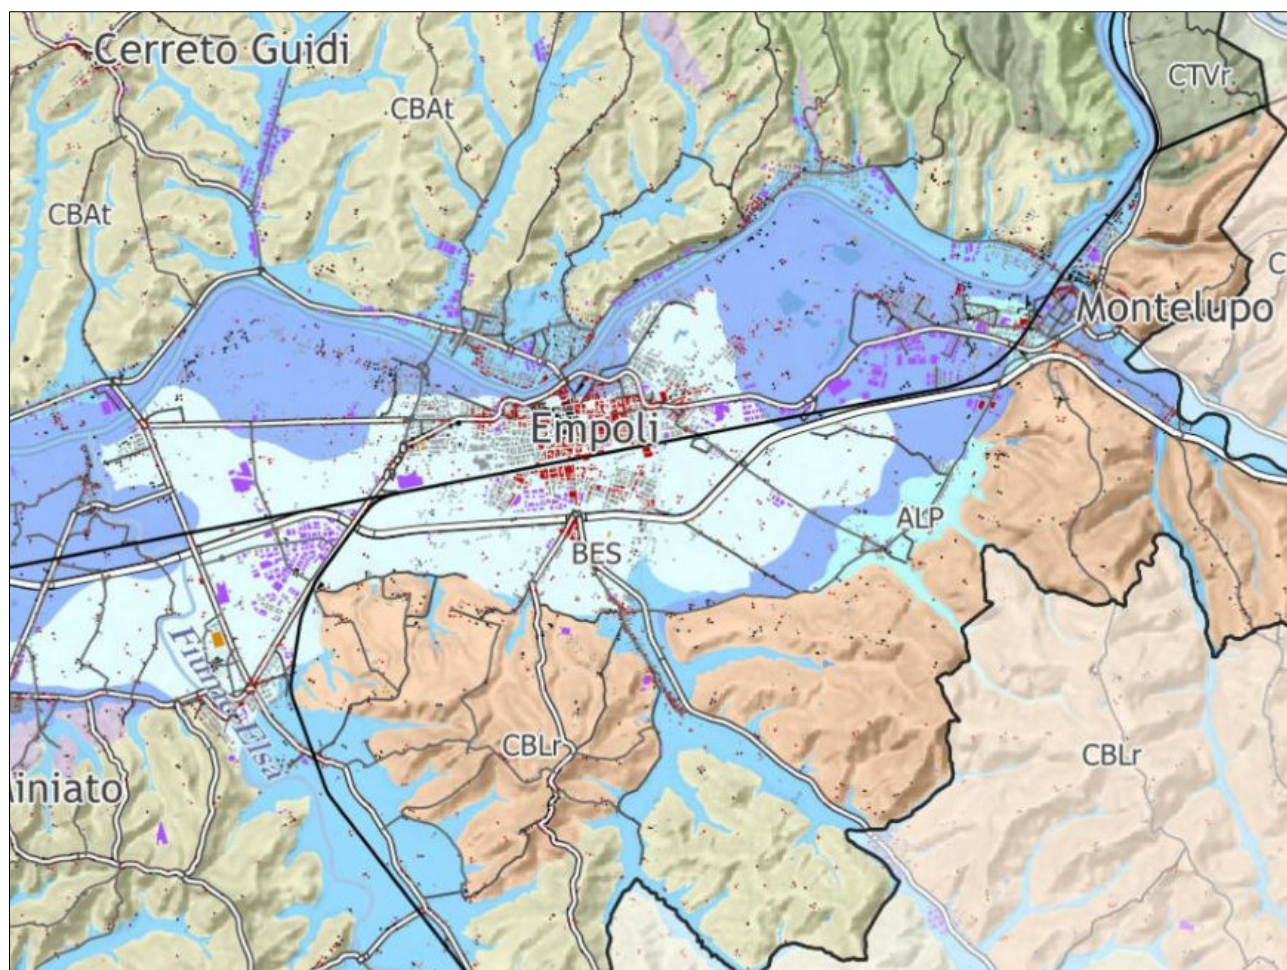 Cerreto Guidi
CTVr
CBAt
CBAt
Montelupo
Empoli
ALP
BES
Fiume Elsa
CBLr
CBLr
iniato